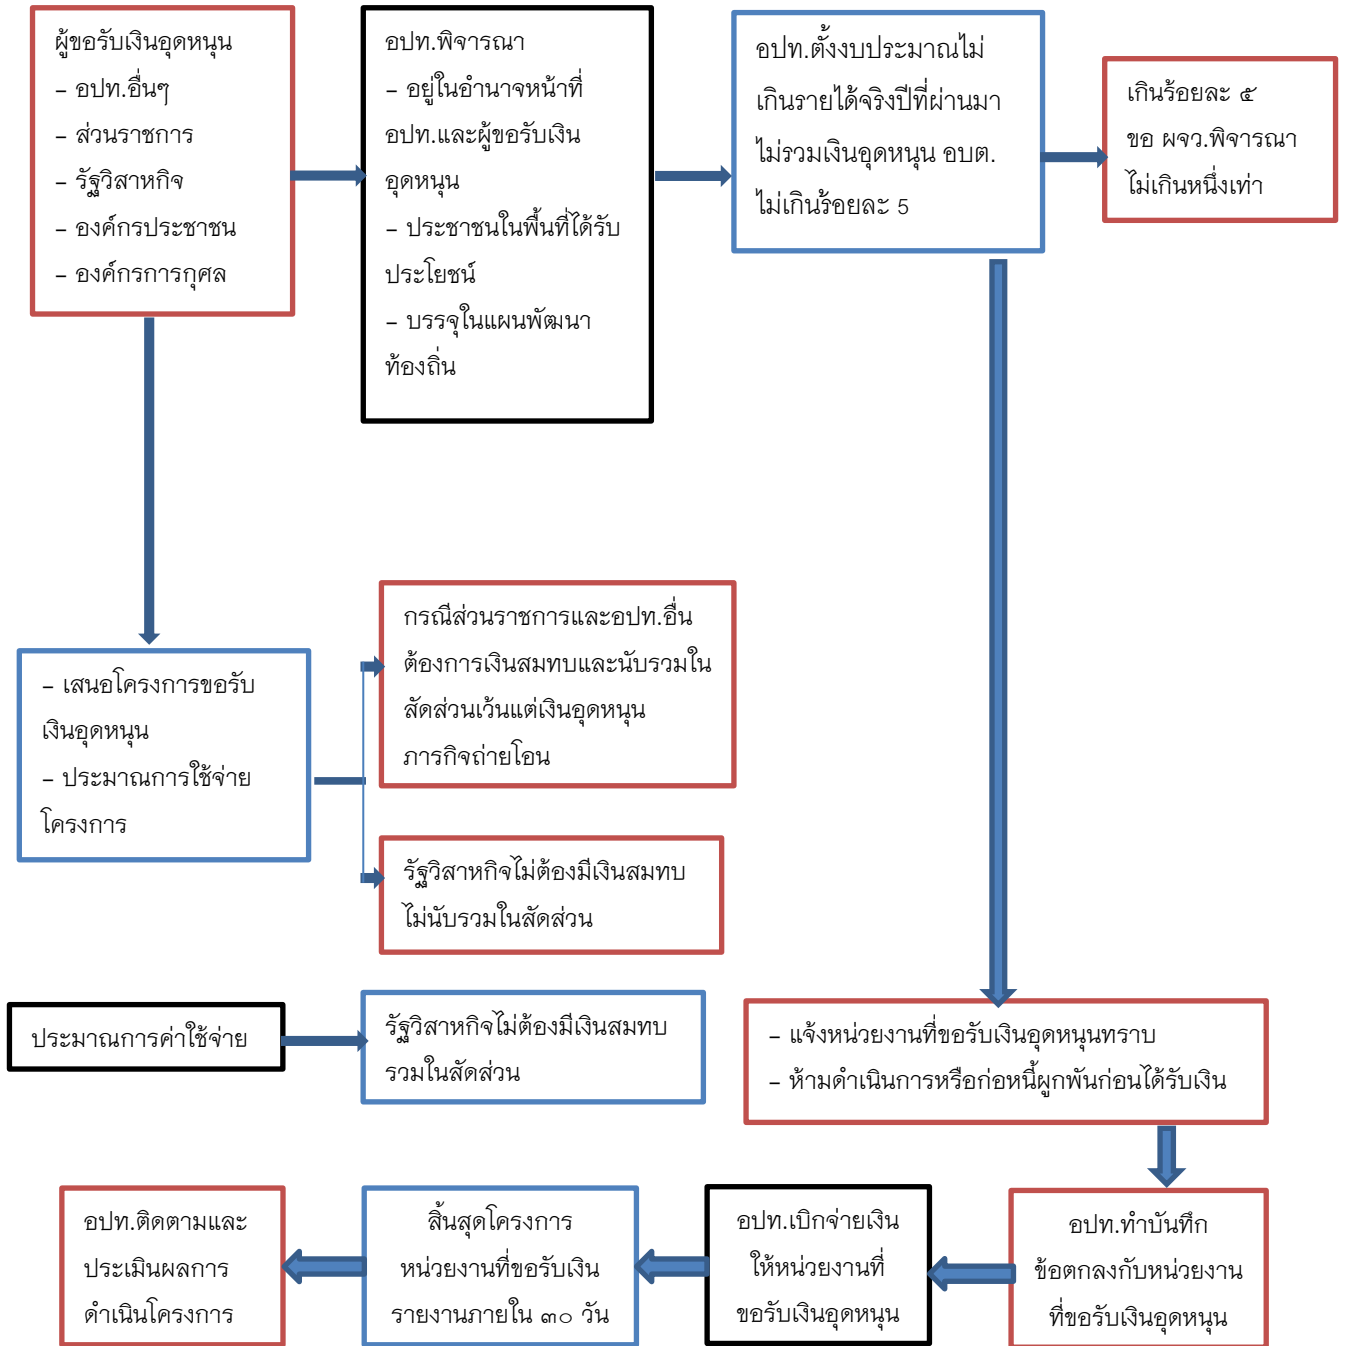 ผู้ขอรับเงินอุดหนุน
– อปท.อื่นๆ
– ส่วนราชการ
– รัฐวิสาหกิจ
– องค์กรประชาชน
– องค์กรการกุศล
อปท.พิจารณา
– อยู่ในอำนาจหน้าที่
อปท.และผู้ขอรับเงิน
อุดหนุน
– ประชาชนในพื้นที่ได้รับ
ประโยชน์
– บรรจุในแผนพัฒนา
ท้องถิ่น
อปท.ตั้งงบประมาณไม่
เกินรายได้จริงปีที่ผ่านมา
ไม่รวมเงินอุดหนุน อบต.
ไม่เกินร้อยละ 5
เกินร้อยละ ๕
ขอ ผจว.พิจารณา
ไม่เกินหนึ่งเท่า
– เสนอโครงการขอรับ
เงินอุดหนุน
– ประมาณการใช้จ่าย
โครงการ
กรณีส่วนราชการและอปท.อื่น
ต้องการเงินสมทบและนับรวมใน
สัดส่วนเว้นแต่เงินอุดหนุน
ภารกิจถ่ายโอน
รัฐวิสาหกิจไม่ต้องมีเงินสมทบ
ไม่นับรวมในสัดส่วน
ประมาณการค่าใช้จ่าย
รัฐวิสาหกิจไม่ต้องมีเงินสมทบ
รวมในสัดส่วน
– แจ้งหน่วยงานที่ขอรับเงินอุดหนุนทราบ
– ห้ามดำเนินการหรือก่อหนี้ผูกพันก่อนได้รับเงิน
อปท.ทำบันทึก
ข้อตกลงกับหน่วยงาน
ที่ขอรับเงินอุดหนุน
อปท.เบิกจ่ายเงิน
ให้หน่วยงานที่
ขอรับเงินอุดหนุน
สิ้นสุดโครงการ
หน่วยงานที่ขอรับเงิน
รายงานภายใน ๓๐ วัน
อปท.ติดตามและ
ประเมินผลการ
ดำเนินโครงการ